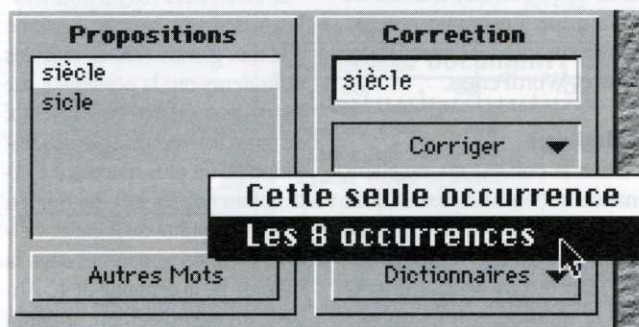 Propositions
siècle
sicle
Autres Mots
Correction
siècle
Corriger
Cette seule occurrence
Les 8 occurrences
Dictionnaires